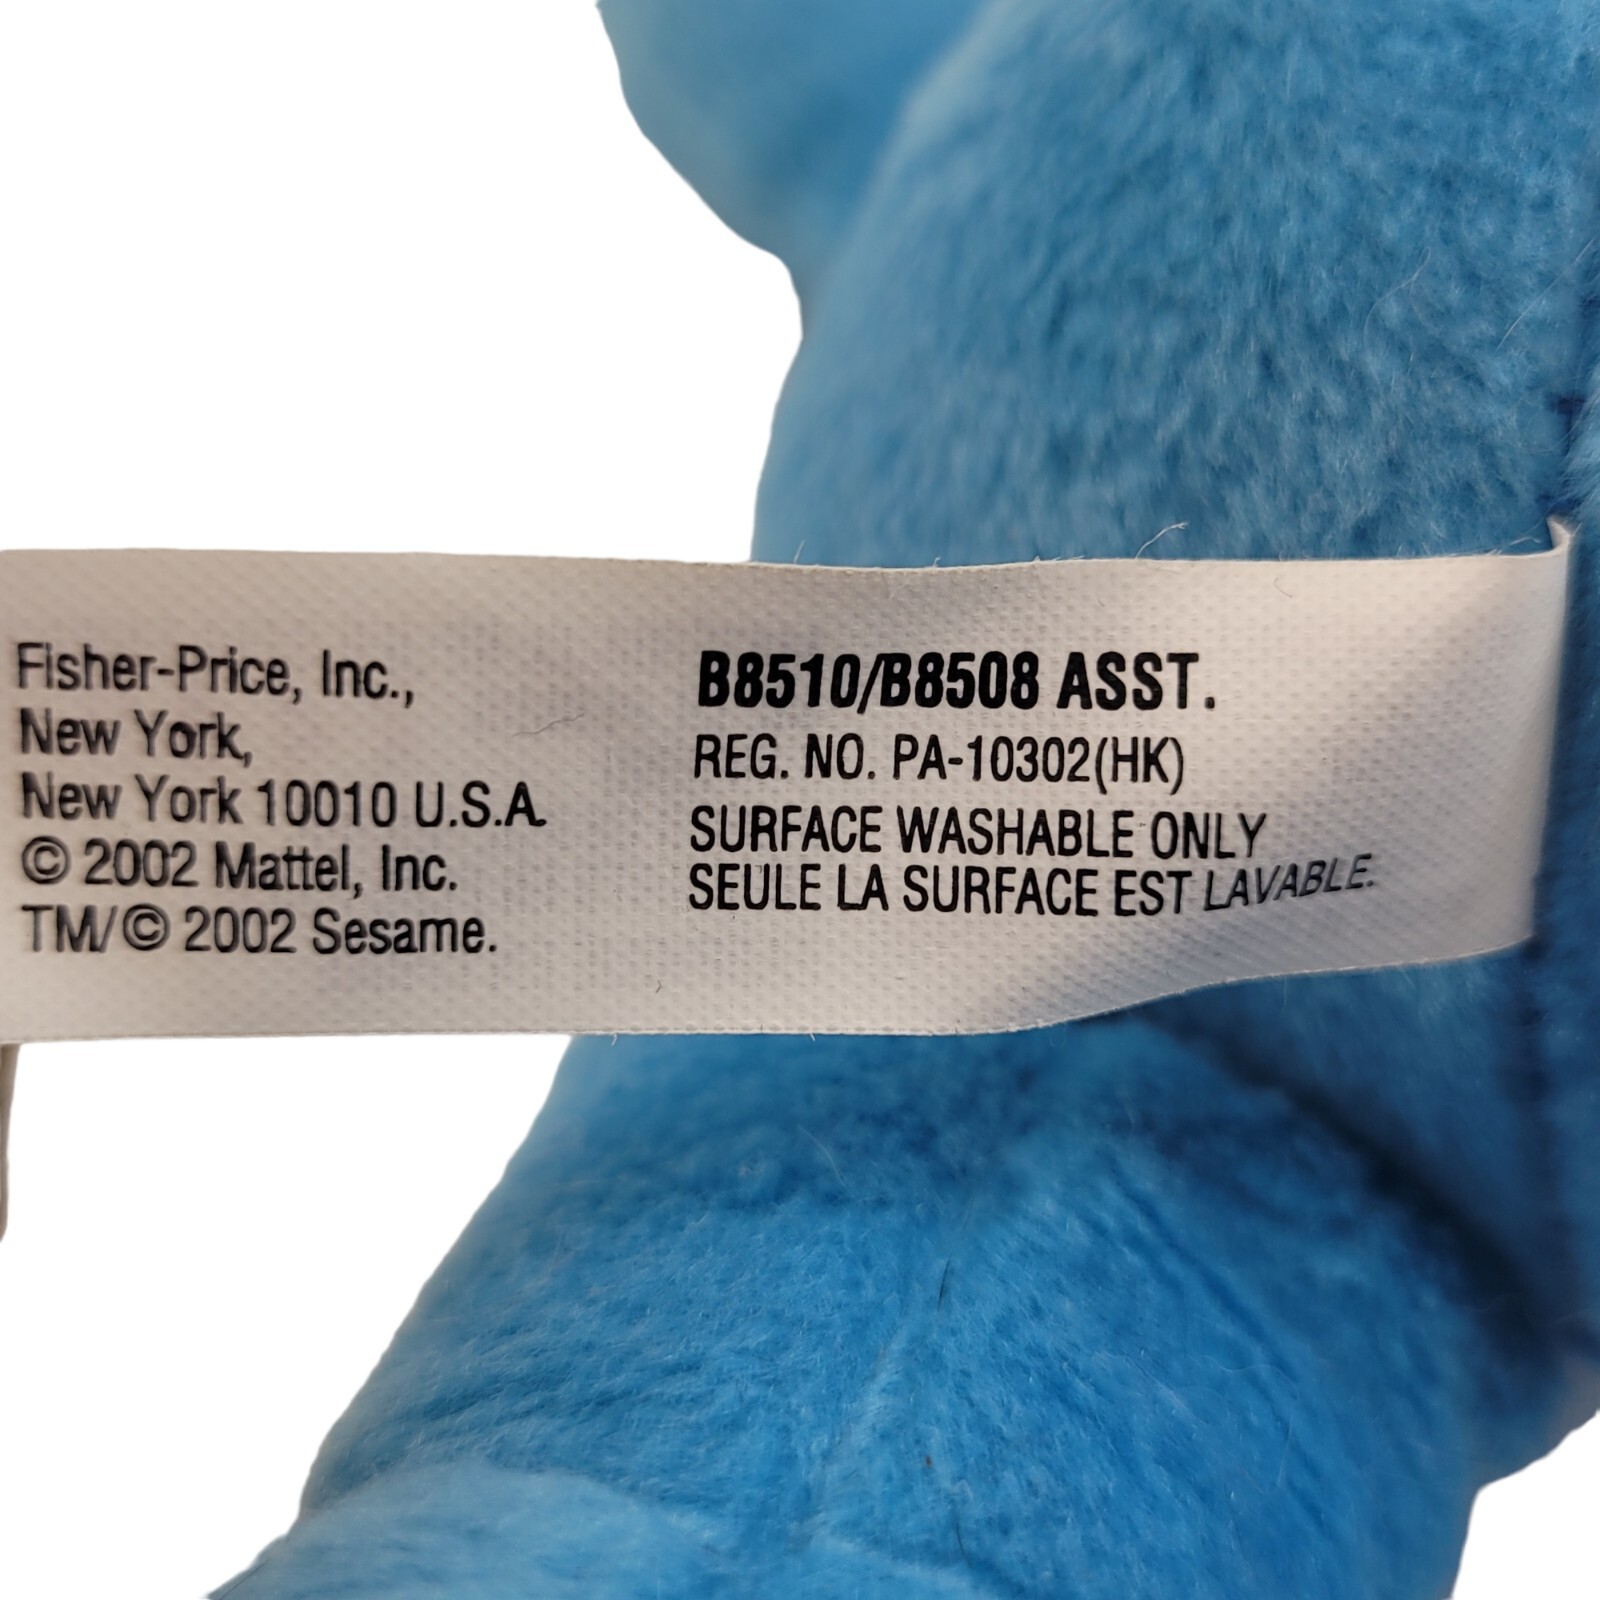 Fisher-Price, Inc.,
New York,
New York 10010 U.S.A.
© 2002 Mattel, Inc.
TM/© 2002 Sesame.
B8510/B8508 ASST.
REG. NO. PA-10302(HK)
SURFACE WASHABLE ONLY
SEULE LA SURFACE EST LAVABLE.